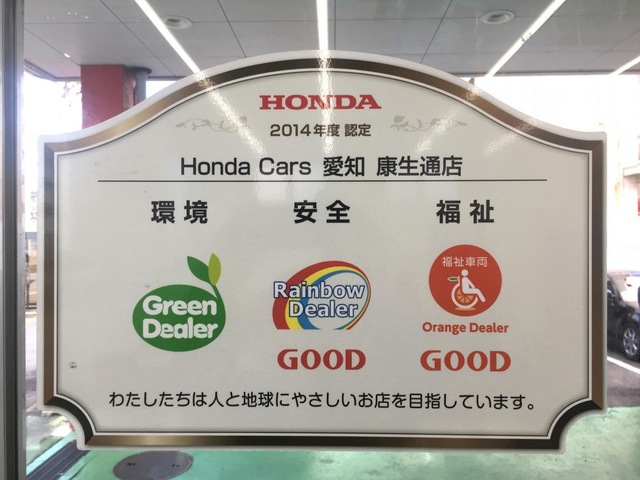 HONDA
2014年度 認定
Honda Cars 愛知 康生通店
環境 安全 福祉
Green
Dealer
Rainbow
Dealer
GOOD
福祉車両
Orange Dealer
GOOD
わたしたちは人と地球にやさしいお店を目指しています。